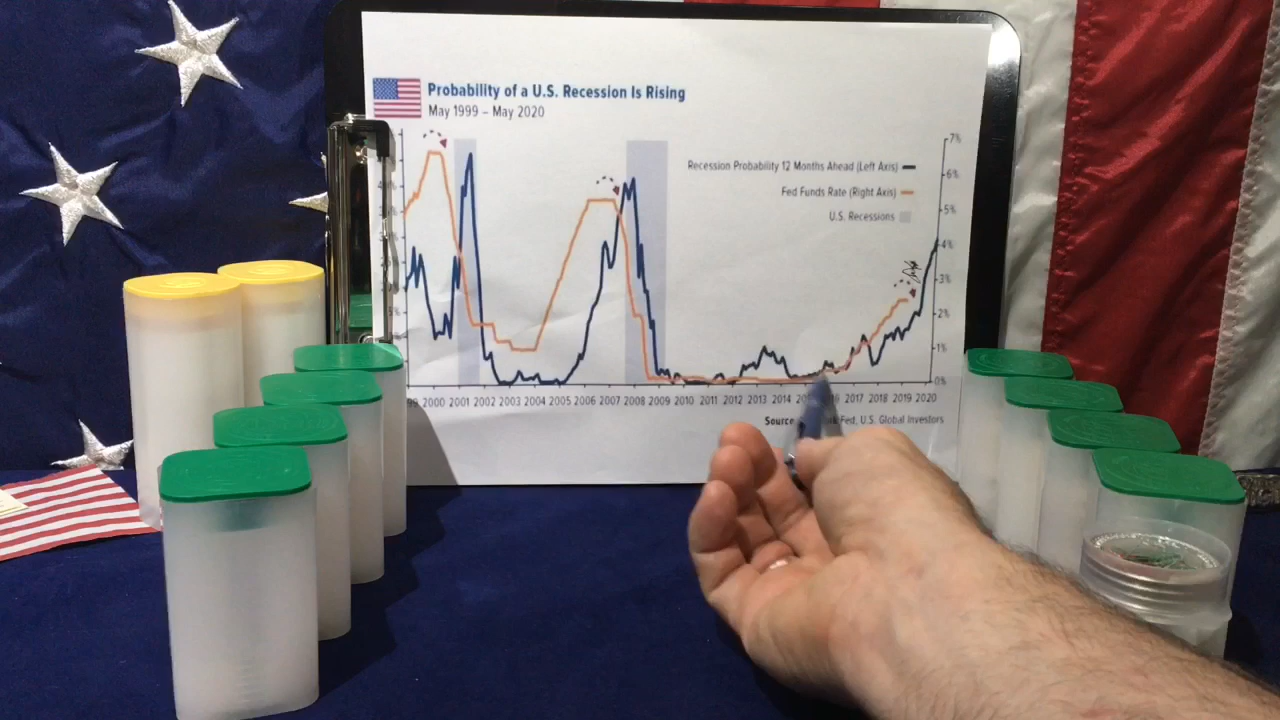 Probability of a U.S. Recession Is Rising
May 1999 – May 2020
7%
6%
5%
4%
3%
2%
1%
0%
Recession Probability 12 Months Ahead (Left Axis)
Fed Funds Rate (Right Axis)
U.S. Recessions
99 2000 2001 2002 2003 2004 2005 2006 2007 2008 2009 2010 2011 2012 2013 2014 2017 2018 2019 2020
Source Fed, U.S. Global Investors